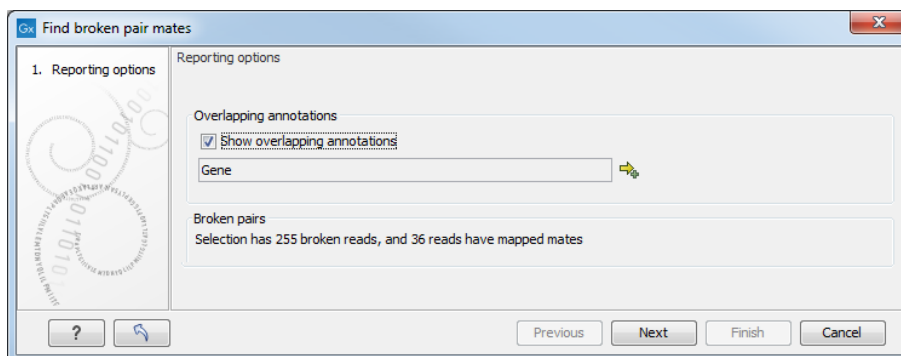 Gx Find broken pair mates
1. Reporting options
Reporting options
Overlapping annotations
Show overlapping annotations
Gene
Broken pairs
Selection has 255 broken reads, and 36 reads have mapped mates
?
Previous
Next
Finish
Cancel